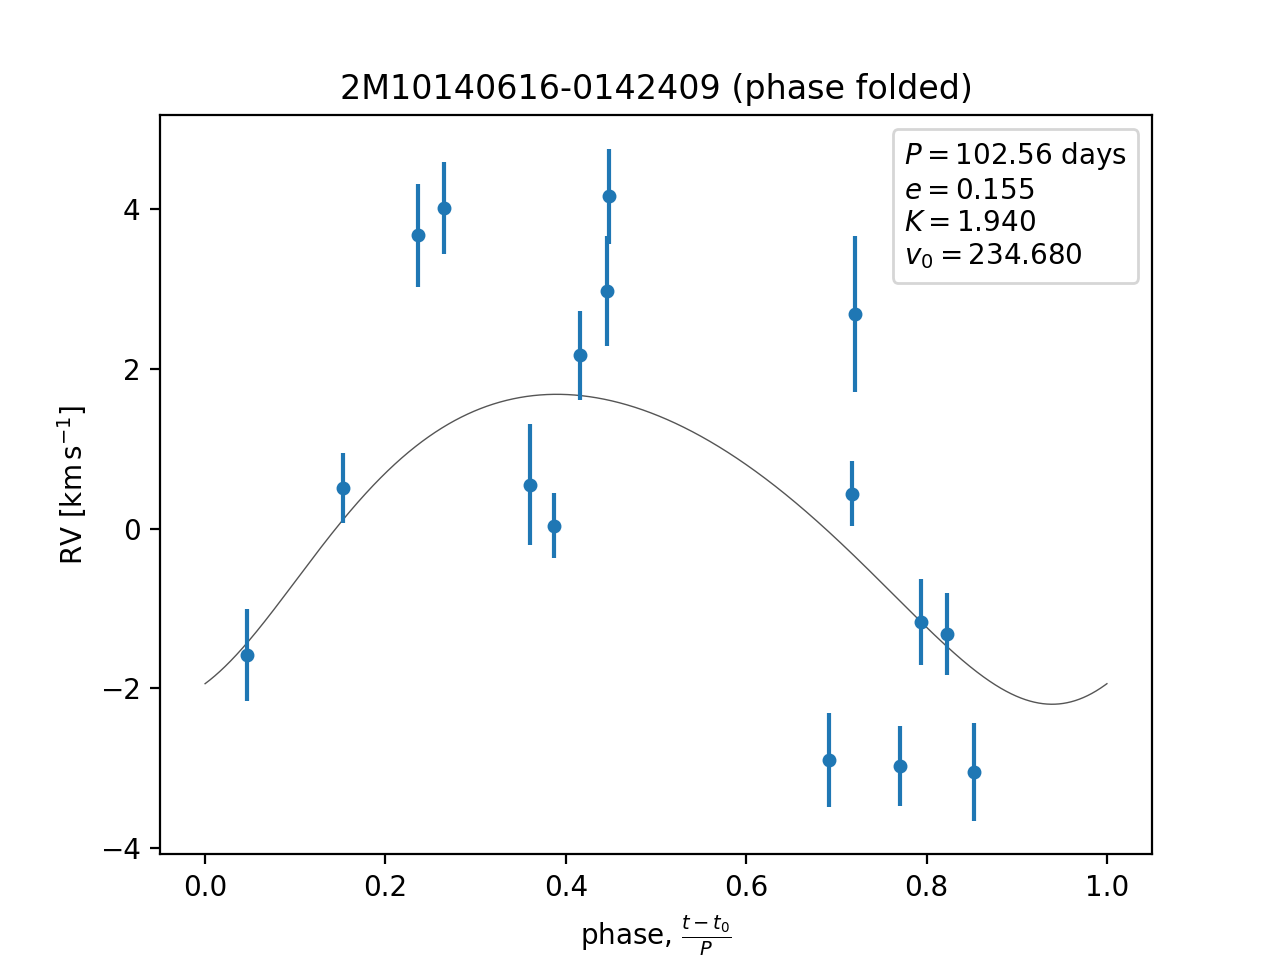 2M10140616-0142409 (phase folded)
P = 102.56 days
e = 0.155
K = 1.940
v₀ = 234.680
4
2
0
−2
−4
RV [km s⁻¹]
0.0 0.2 0.4 0.6 0.8 1.0
phase, (t − t₀)/P